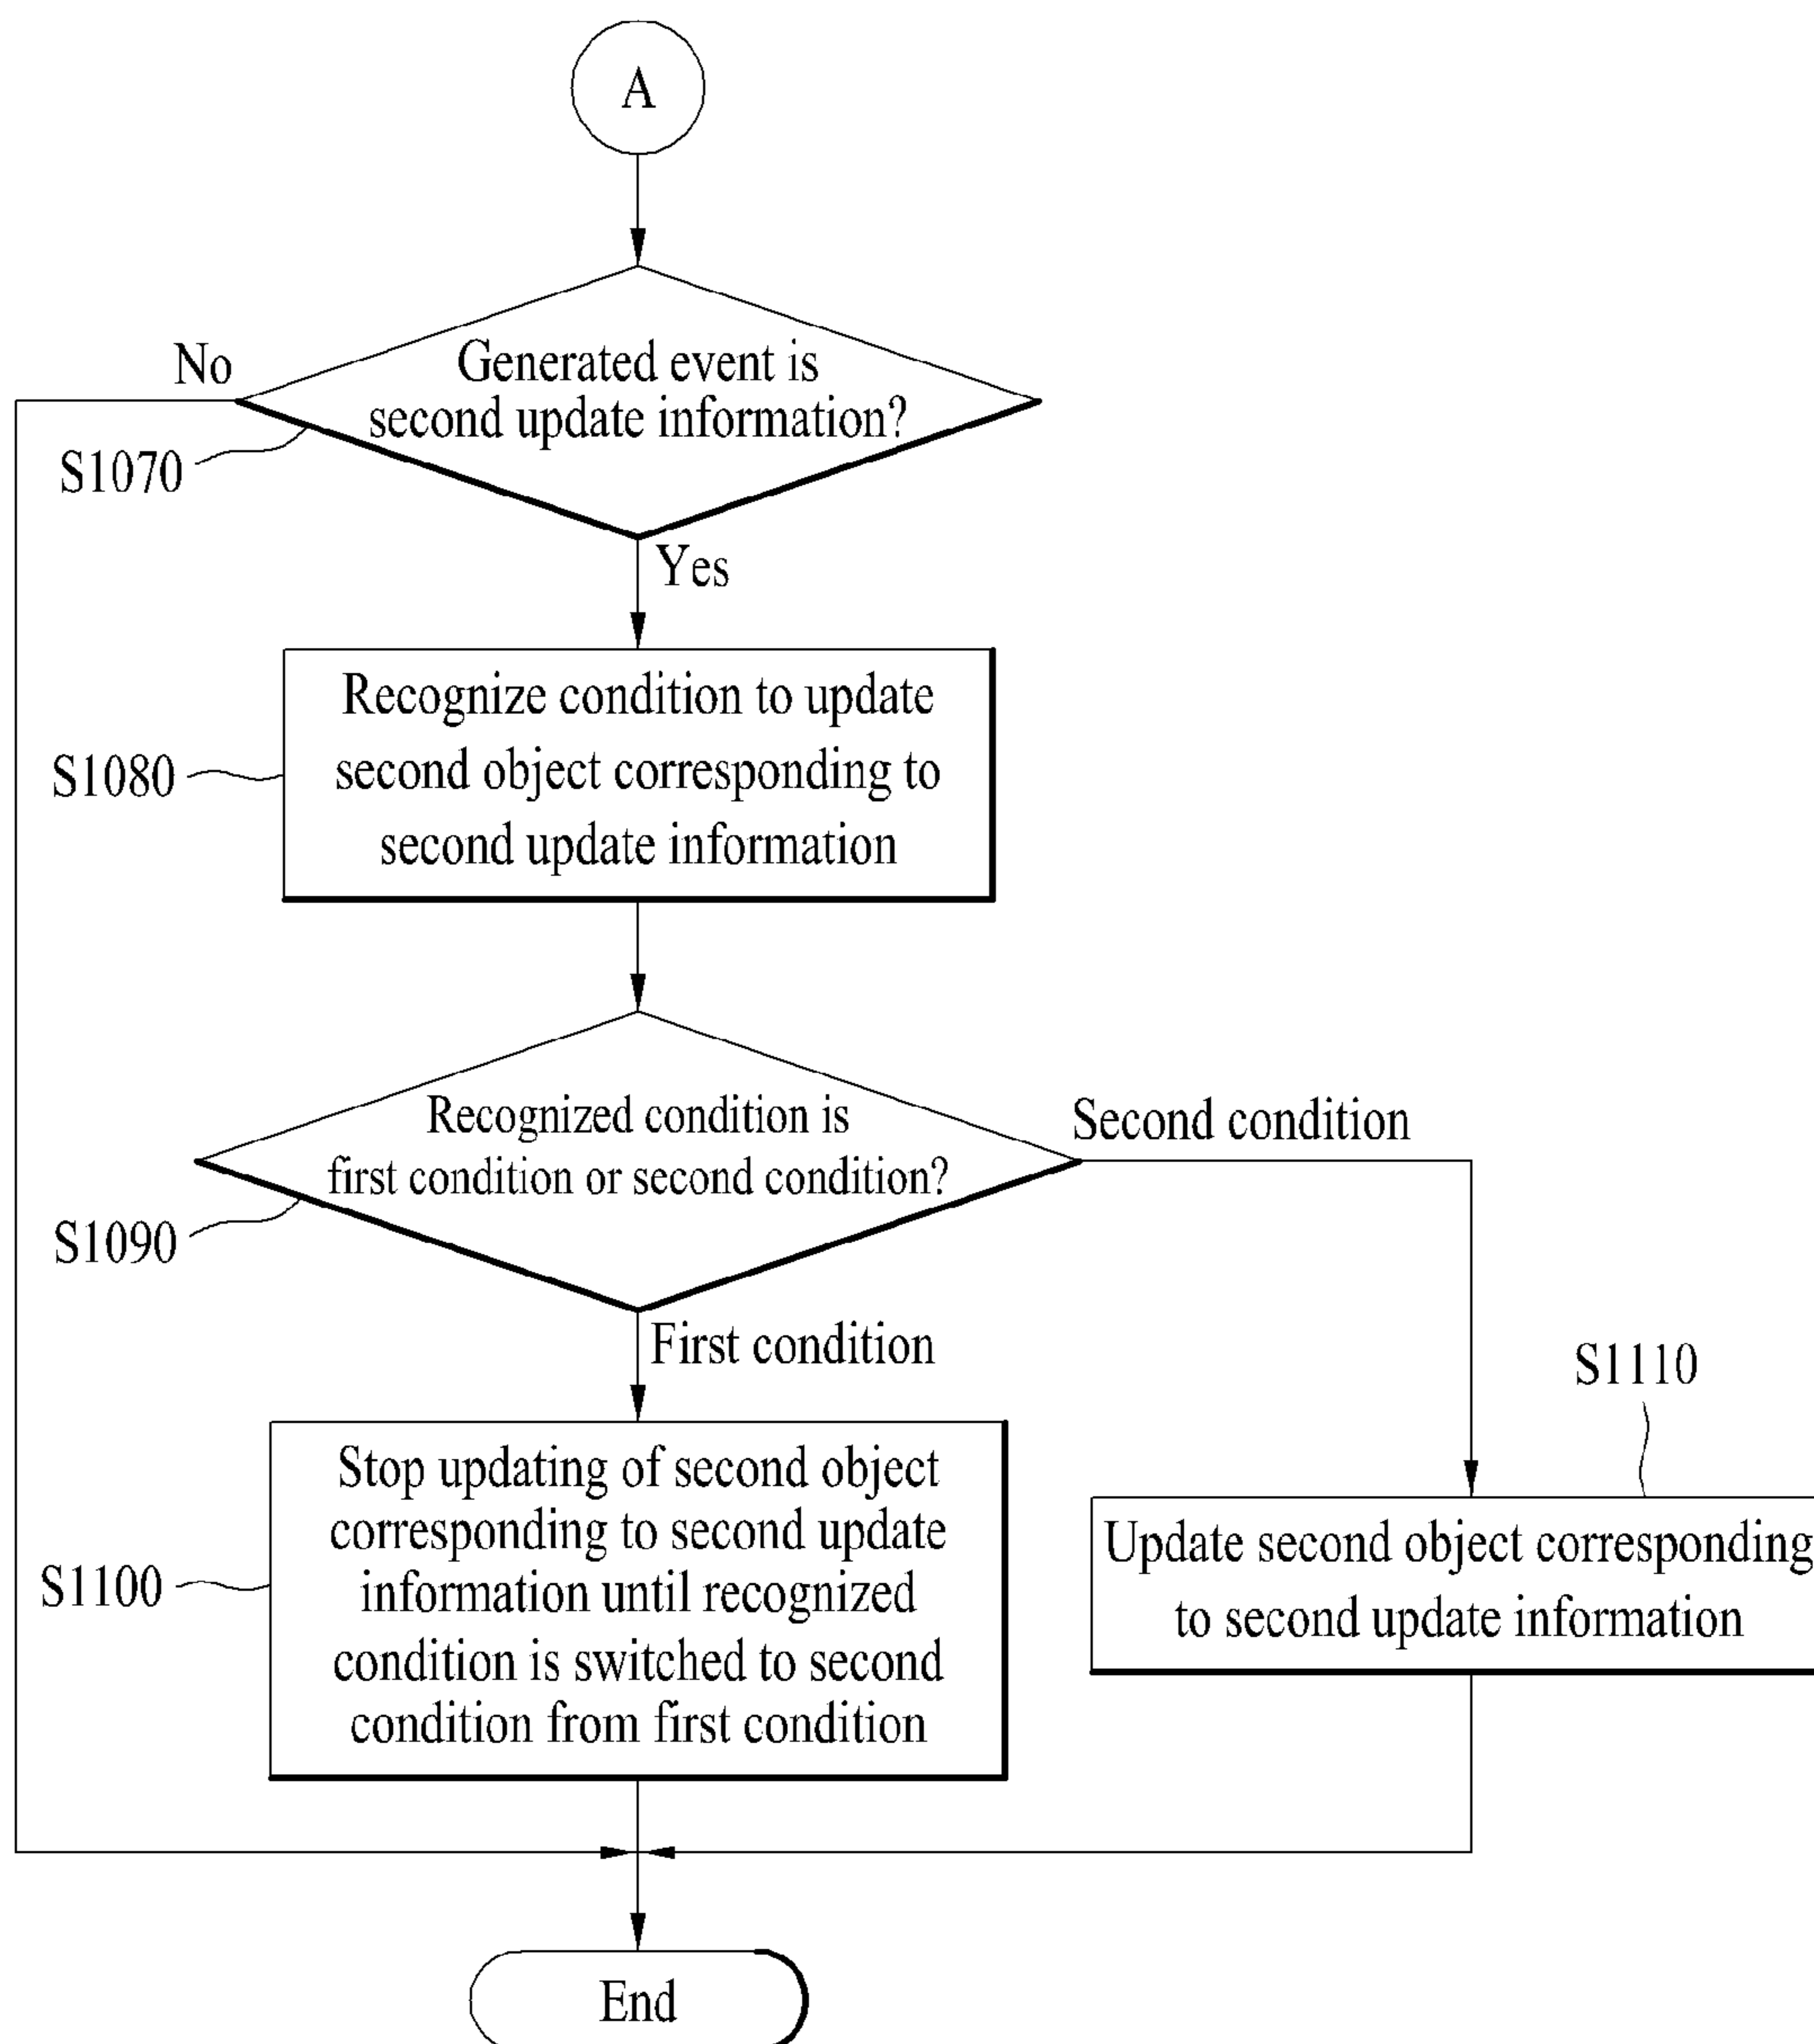 A
No
Generated event is
second update information?
S1070
Yes
Recognize condition to update
second object corresponding to
second update information
S1080
Recognized condition is
first condition or second condition?
Second condition
S1090
First condition
S1110
Stop updating of second object
corresponding to second update
information until recognized
condition is switched to second
condition from first condition
S1100
Update second object corresponding
to second update information
End